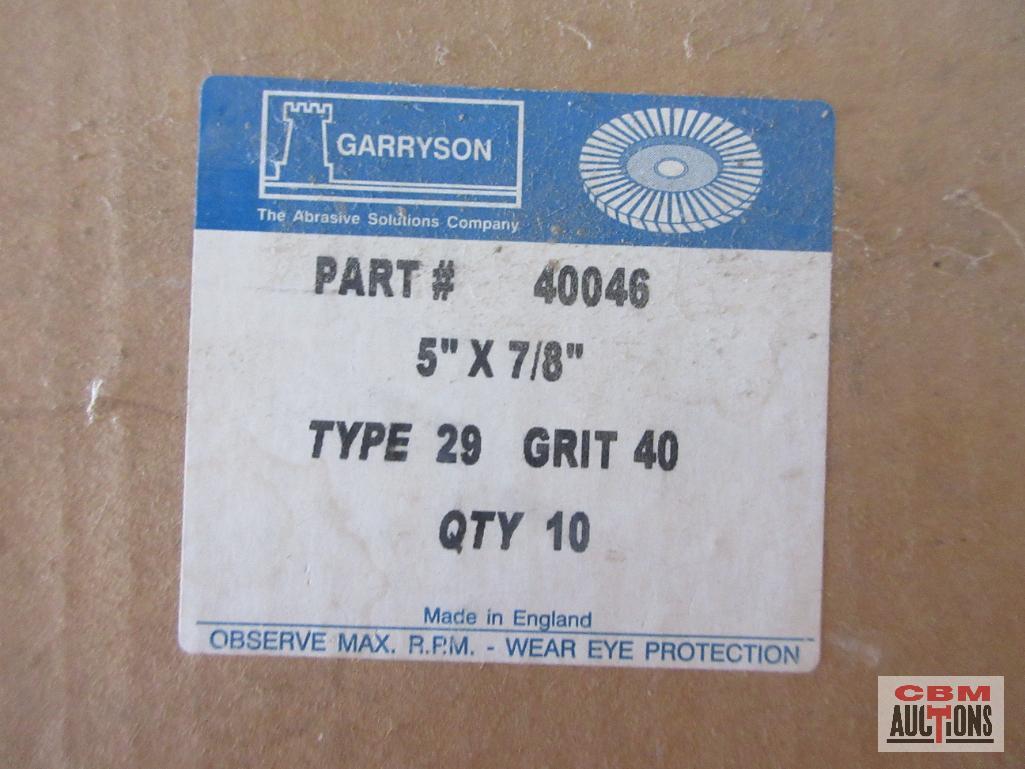 GARRYSON
The Abrasive Solutions Company
PART # 40046
5" X 7/8"
TYPE 29 GRIT 40
QTY 10
Made in England
OBSERVE MAX. R.P.M. - WEAR EYE PROTECTION
CBM
AUCTIONS